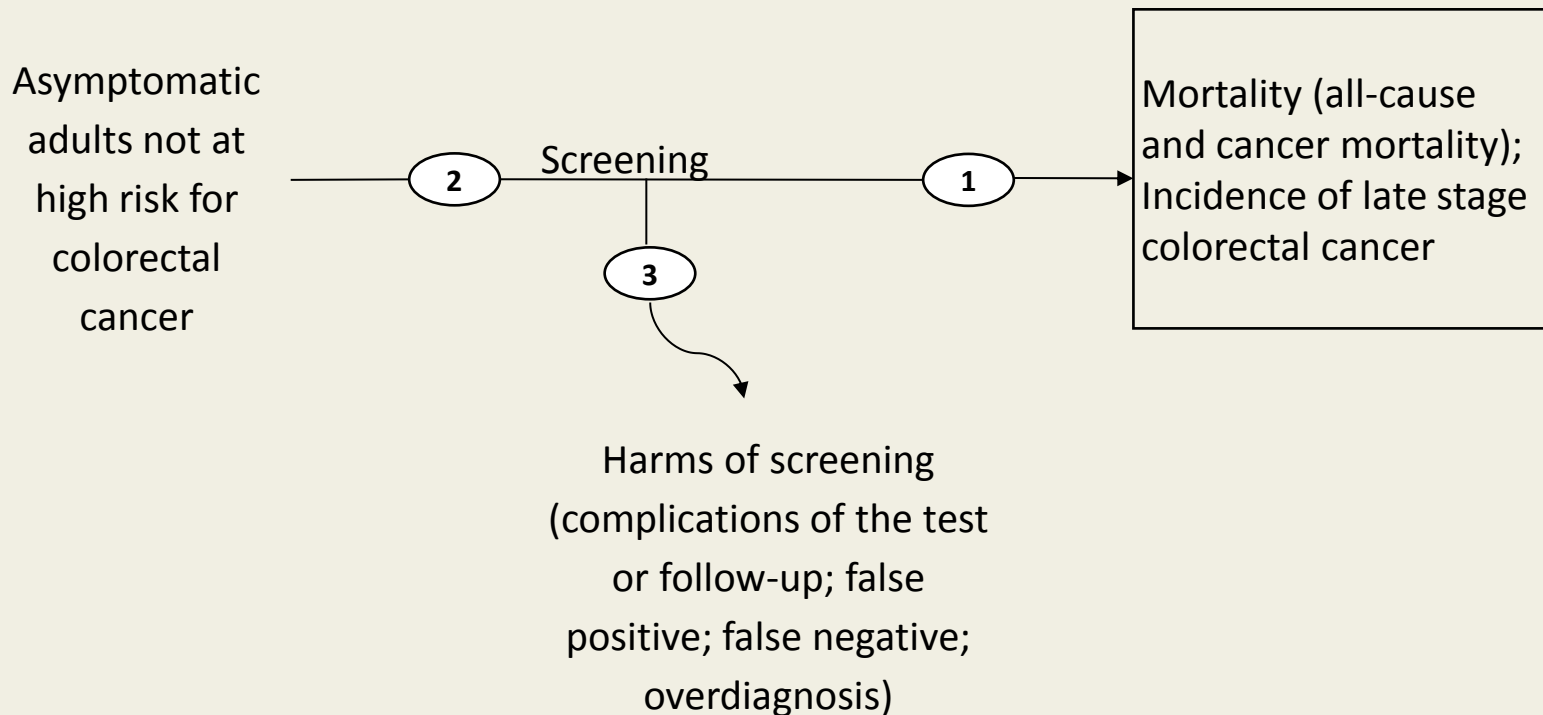 Asymptomatic
adults not at
high risk for
colorectal
cancer
2
Screening
1
Mortality (all-cause
and cancer mortality);
Incidence of late stage
colorectal cancer
3
Harms of screening
(complications of the test
or follow-up; false
positive; false negative;
overdiagnosis)